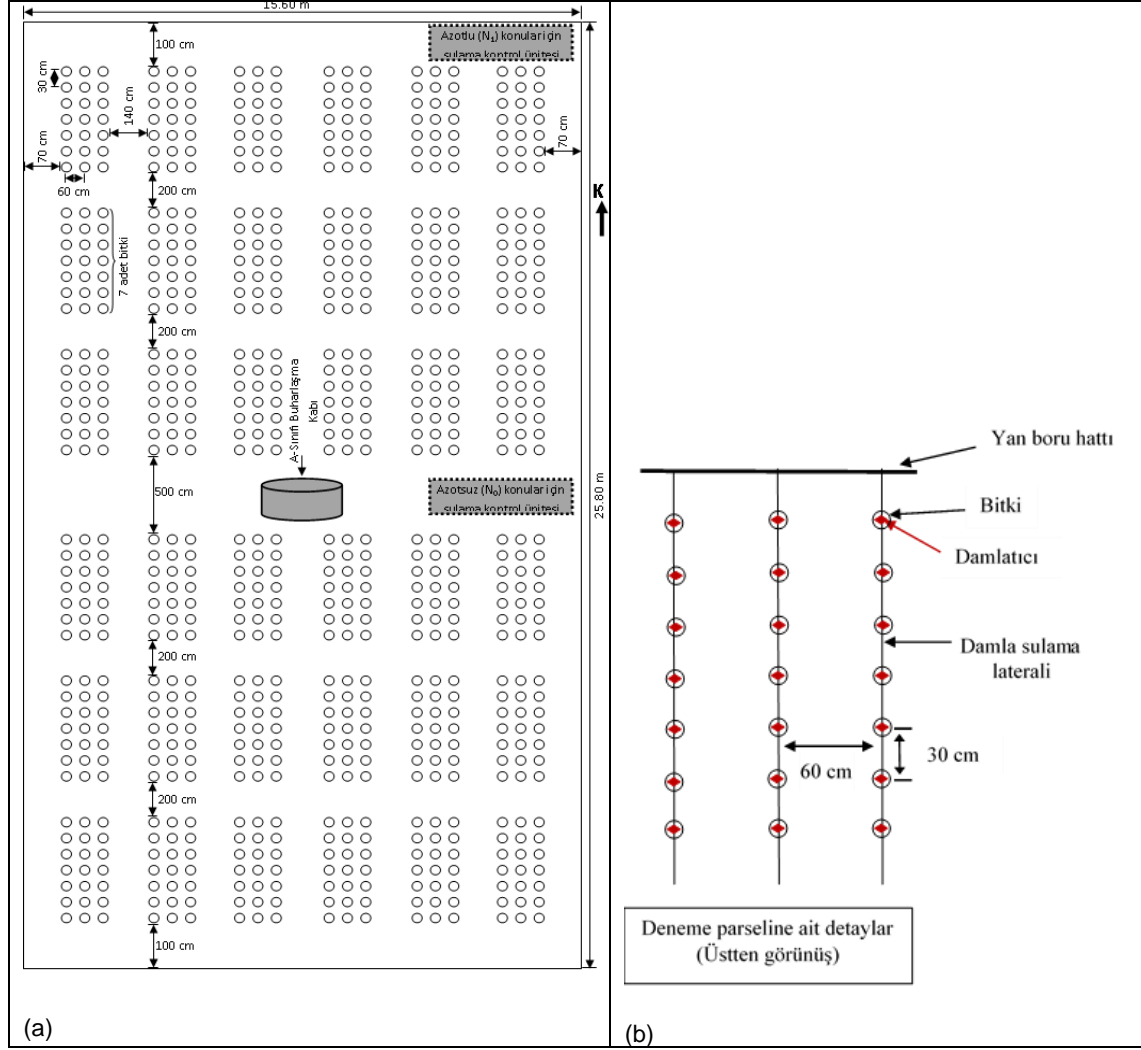 15.60 m
Azotlu (N₁) konular için
sulama kontrol ünitesi
100 cm
30 cm
140 cm
70 cm
70 cm
60 cm
200 cm
K
7 adet bitki
200 cm
A-Sınıfı Buharlaşma
Kabı
500 cm
Azotsuz (N₀) konular için
sulama kontrol ünitesi
25.80 m
200 cm
200 cm
100 cm
(a)
Yan boru hattı
Bitki
Damlatıcı
Damla sulama
laterali
60 cm
30 cm
Deneme parseline ait detaylar
(Üstten görünüş)
(b)